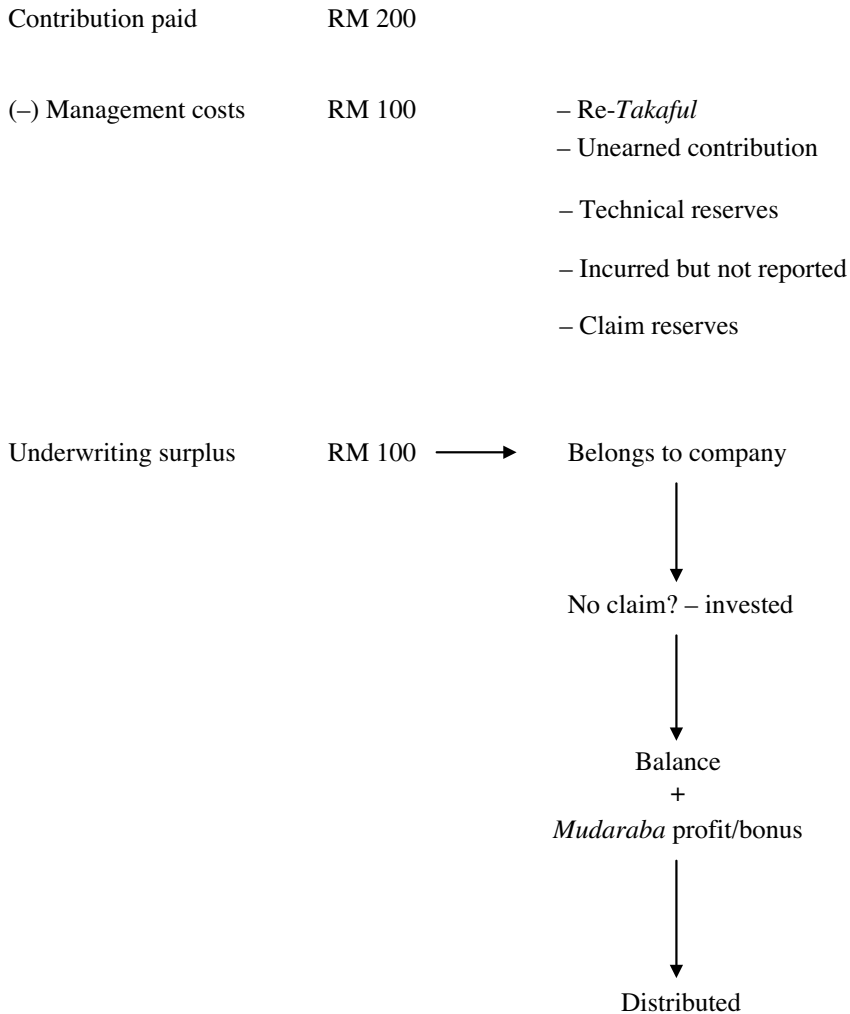 Contribution paid RM 200
(–) Management costs RM 100 – Re-Takaful
– Unearned contribution
– Technical reserves
– Incurred but not reported
– Claim reserves
Underwriting surplus RM 100 Belongs to company
No claim? – invested
Balance
+
Mudaraba profit/bonus
Distributed